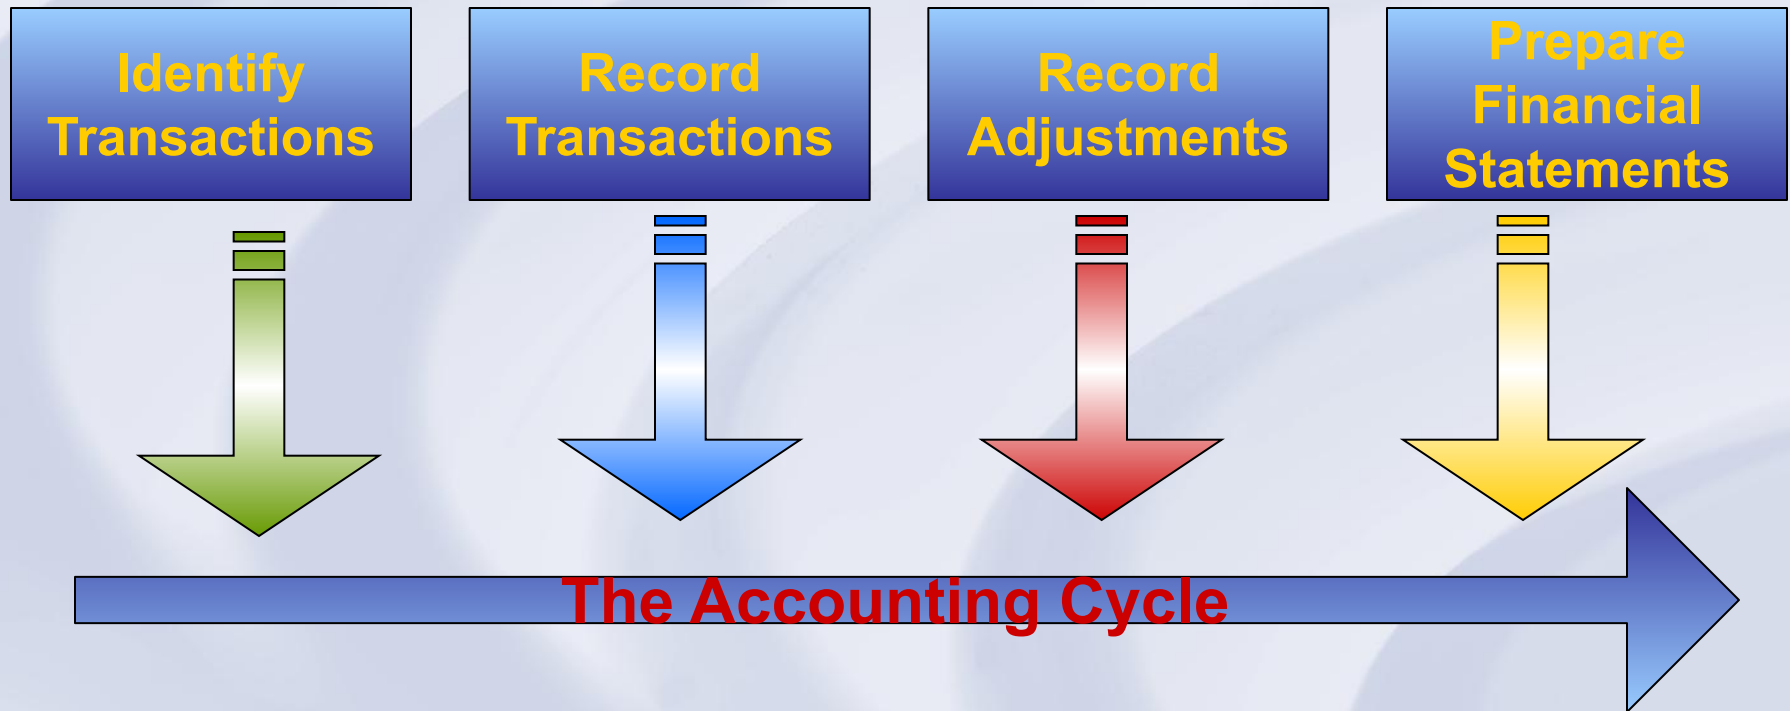 Identify
Transactions
Record
Transactions
Record
Adjustments
Prepare
Financial
Statements
The Accounting Cycle